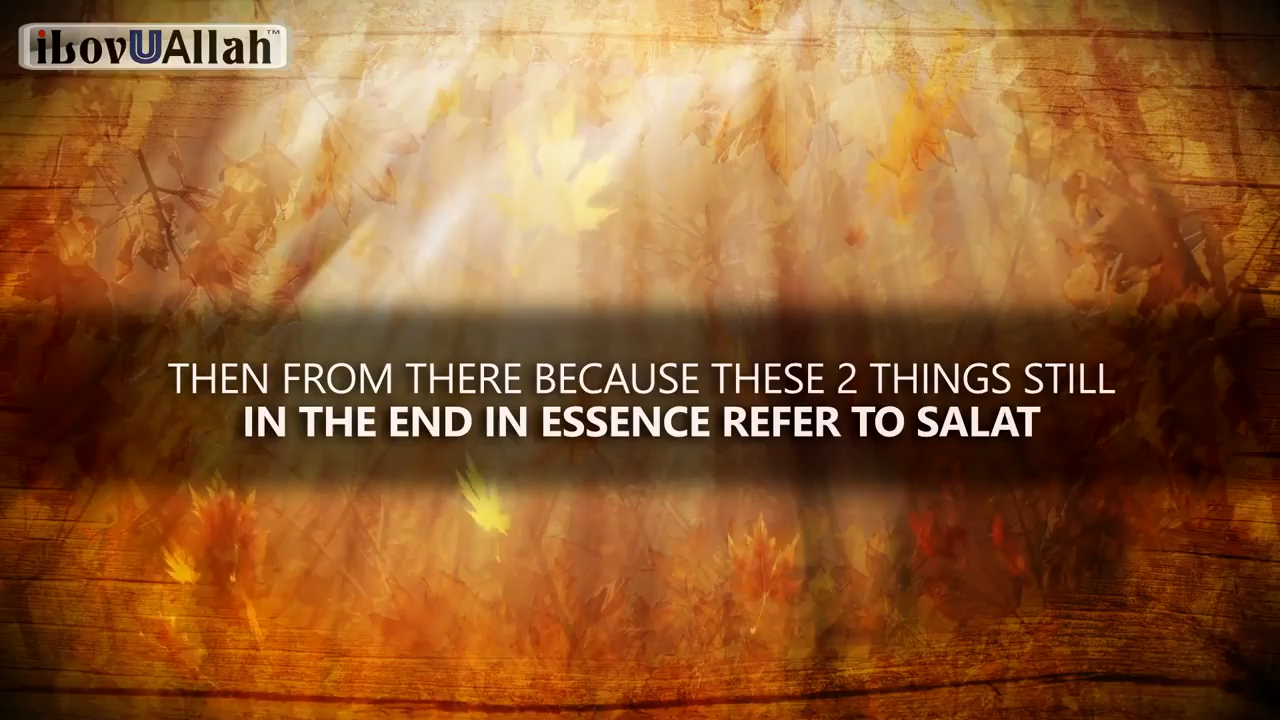 iLovUAllah™
THEN FROM THERE BECAUSE THESE 2 THINGS STILL
IN THE END IN ESSENCE REFER TO SALAT